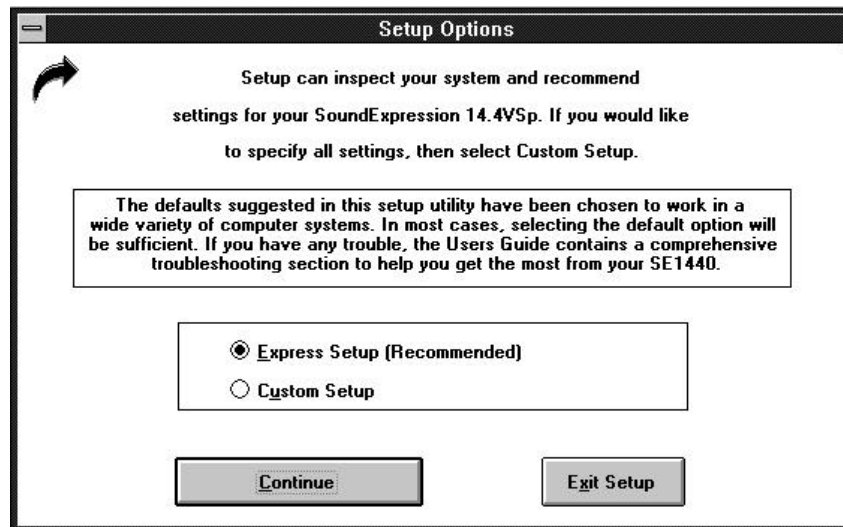 Setup Options
Setup can inspect your system and recommend
settings for your SoundExpression 14.4VSp. If you would like
to specify all settings, then select Custom Setup.
The defaults suggested in this setup utility have been chosen to work in a
wide variety of computer systems. In most cases, selecting the default option will
be sufficient. If you have any trouble, the Users Guide contains a comprehensive
troubleshooting section to help you get the most from your SE1440.
Express Setup (Recommended)
Custom Setup
Continue
Exit Setup